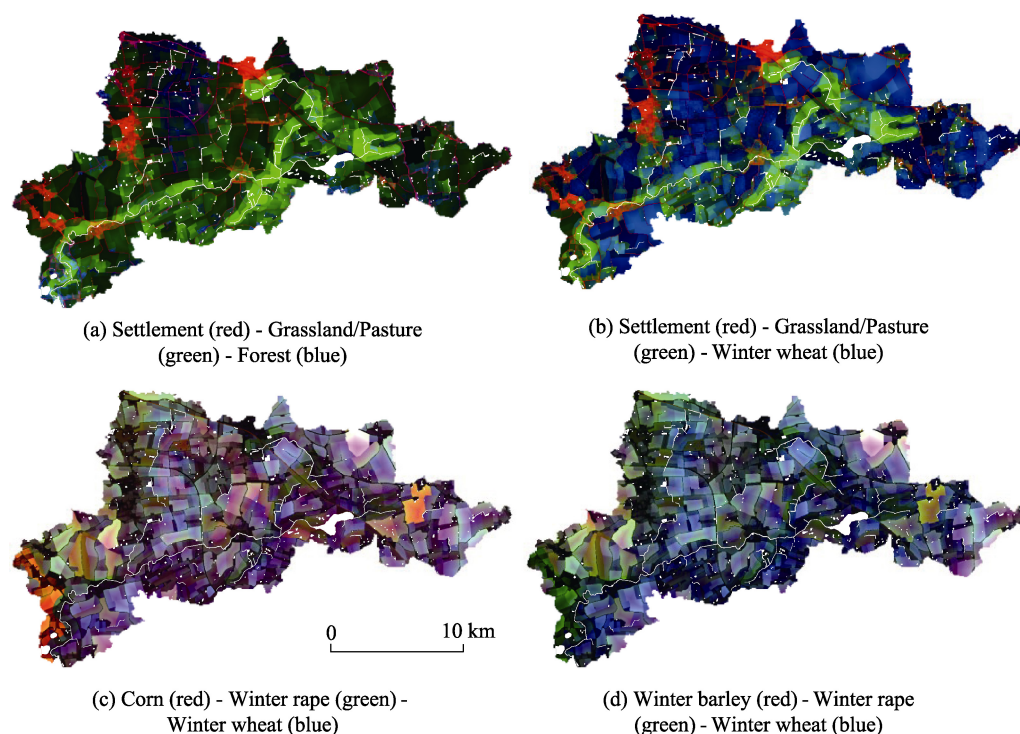 (a) Settlement (red) - Grassland/Pasture
(green) - Forest (blue)
(b) Settlement (red) - Grassland/Pasture
(green) - Winter wheat (blue)
0 10 km
(c) Corn (red) - Winter rape (green) -
Winter wheat (blue)
(d) Winter barley (red) - Winter rape
(green) - Winter wheat (blue)